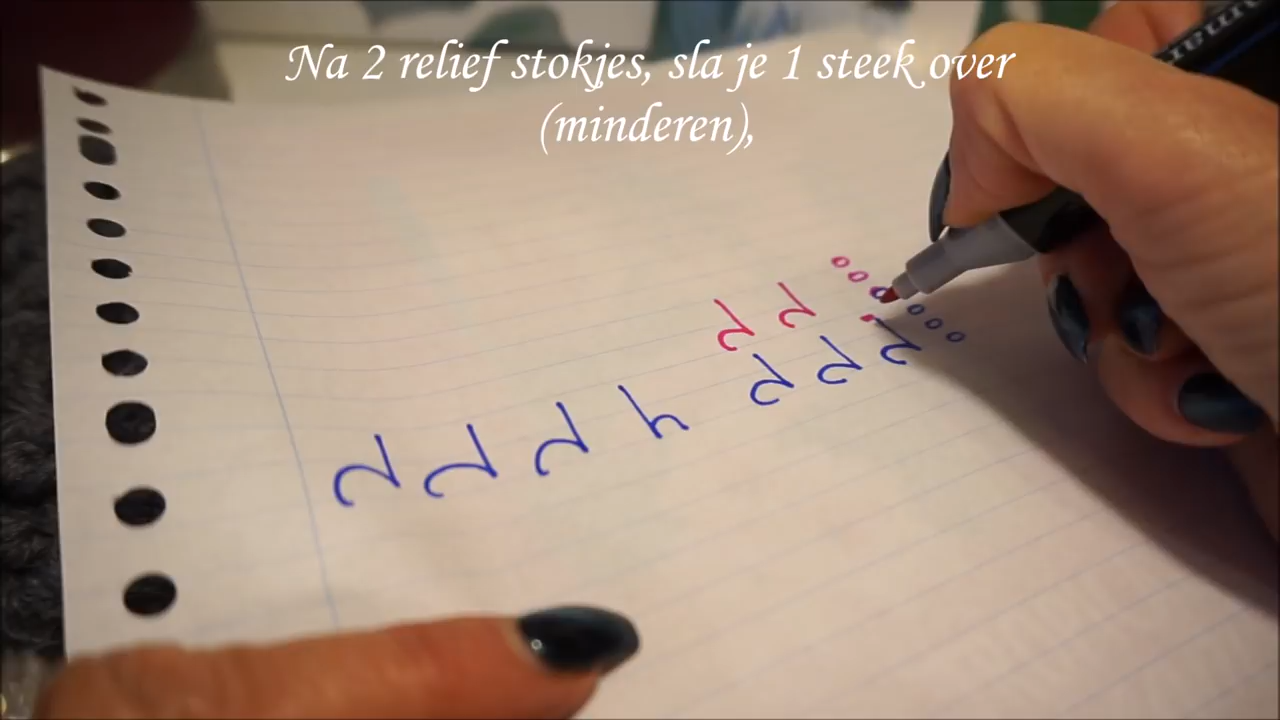 Na 2 relief stokjes, sla je 1 steek over
(minderen),